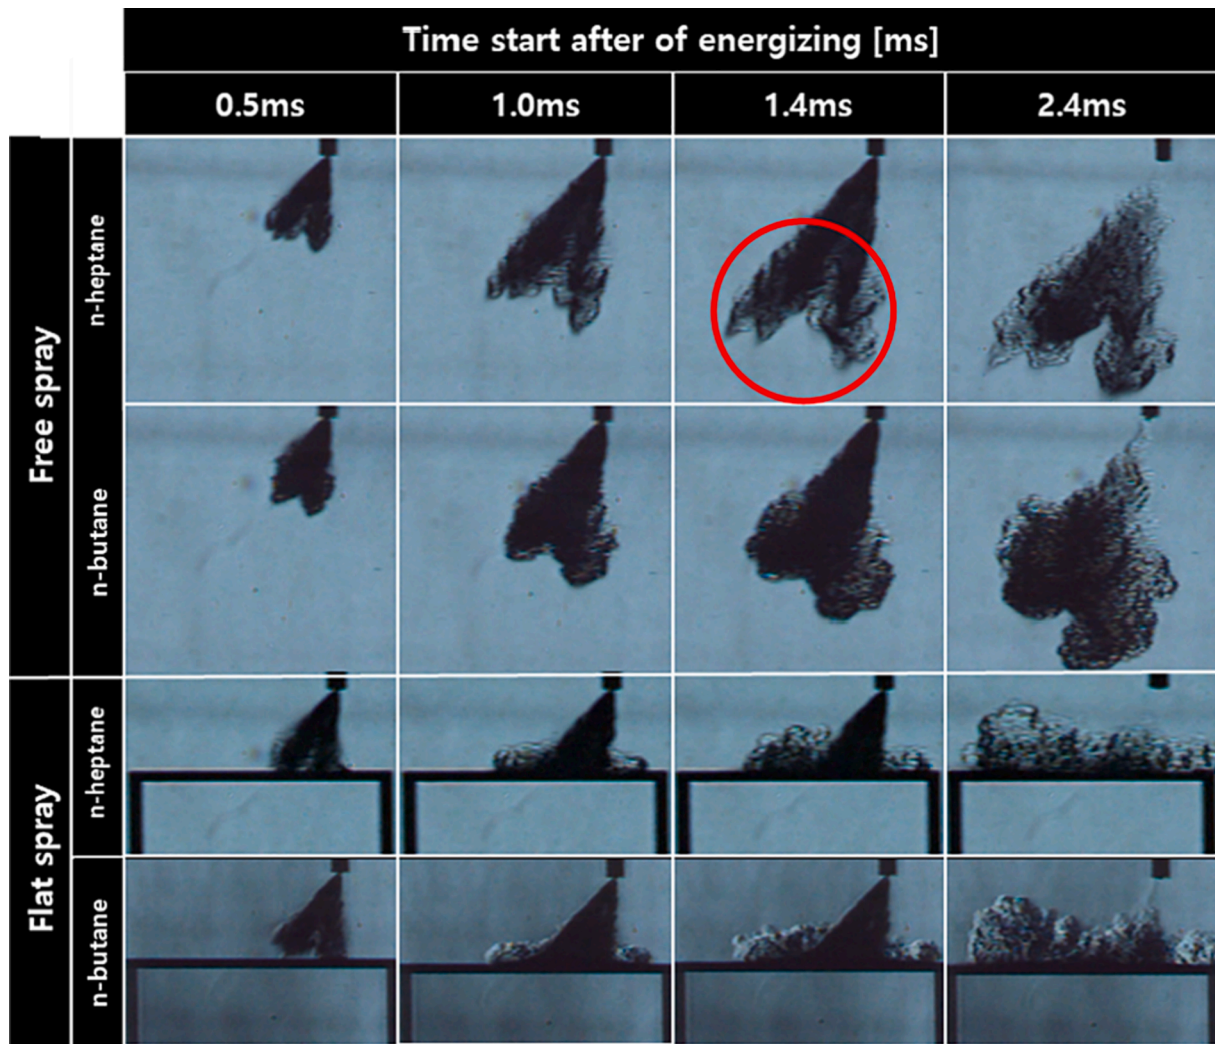 Time start after of energizing [ms]
0.5ms
1.0ms
1.4ms
2.4ms
Free spray
n-heptane
n-butane
Flat spray
n-heptane
n-butane